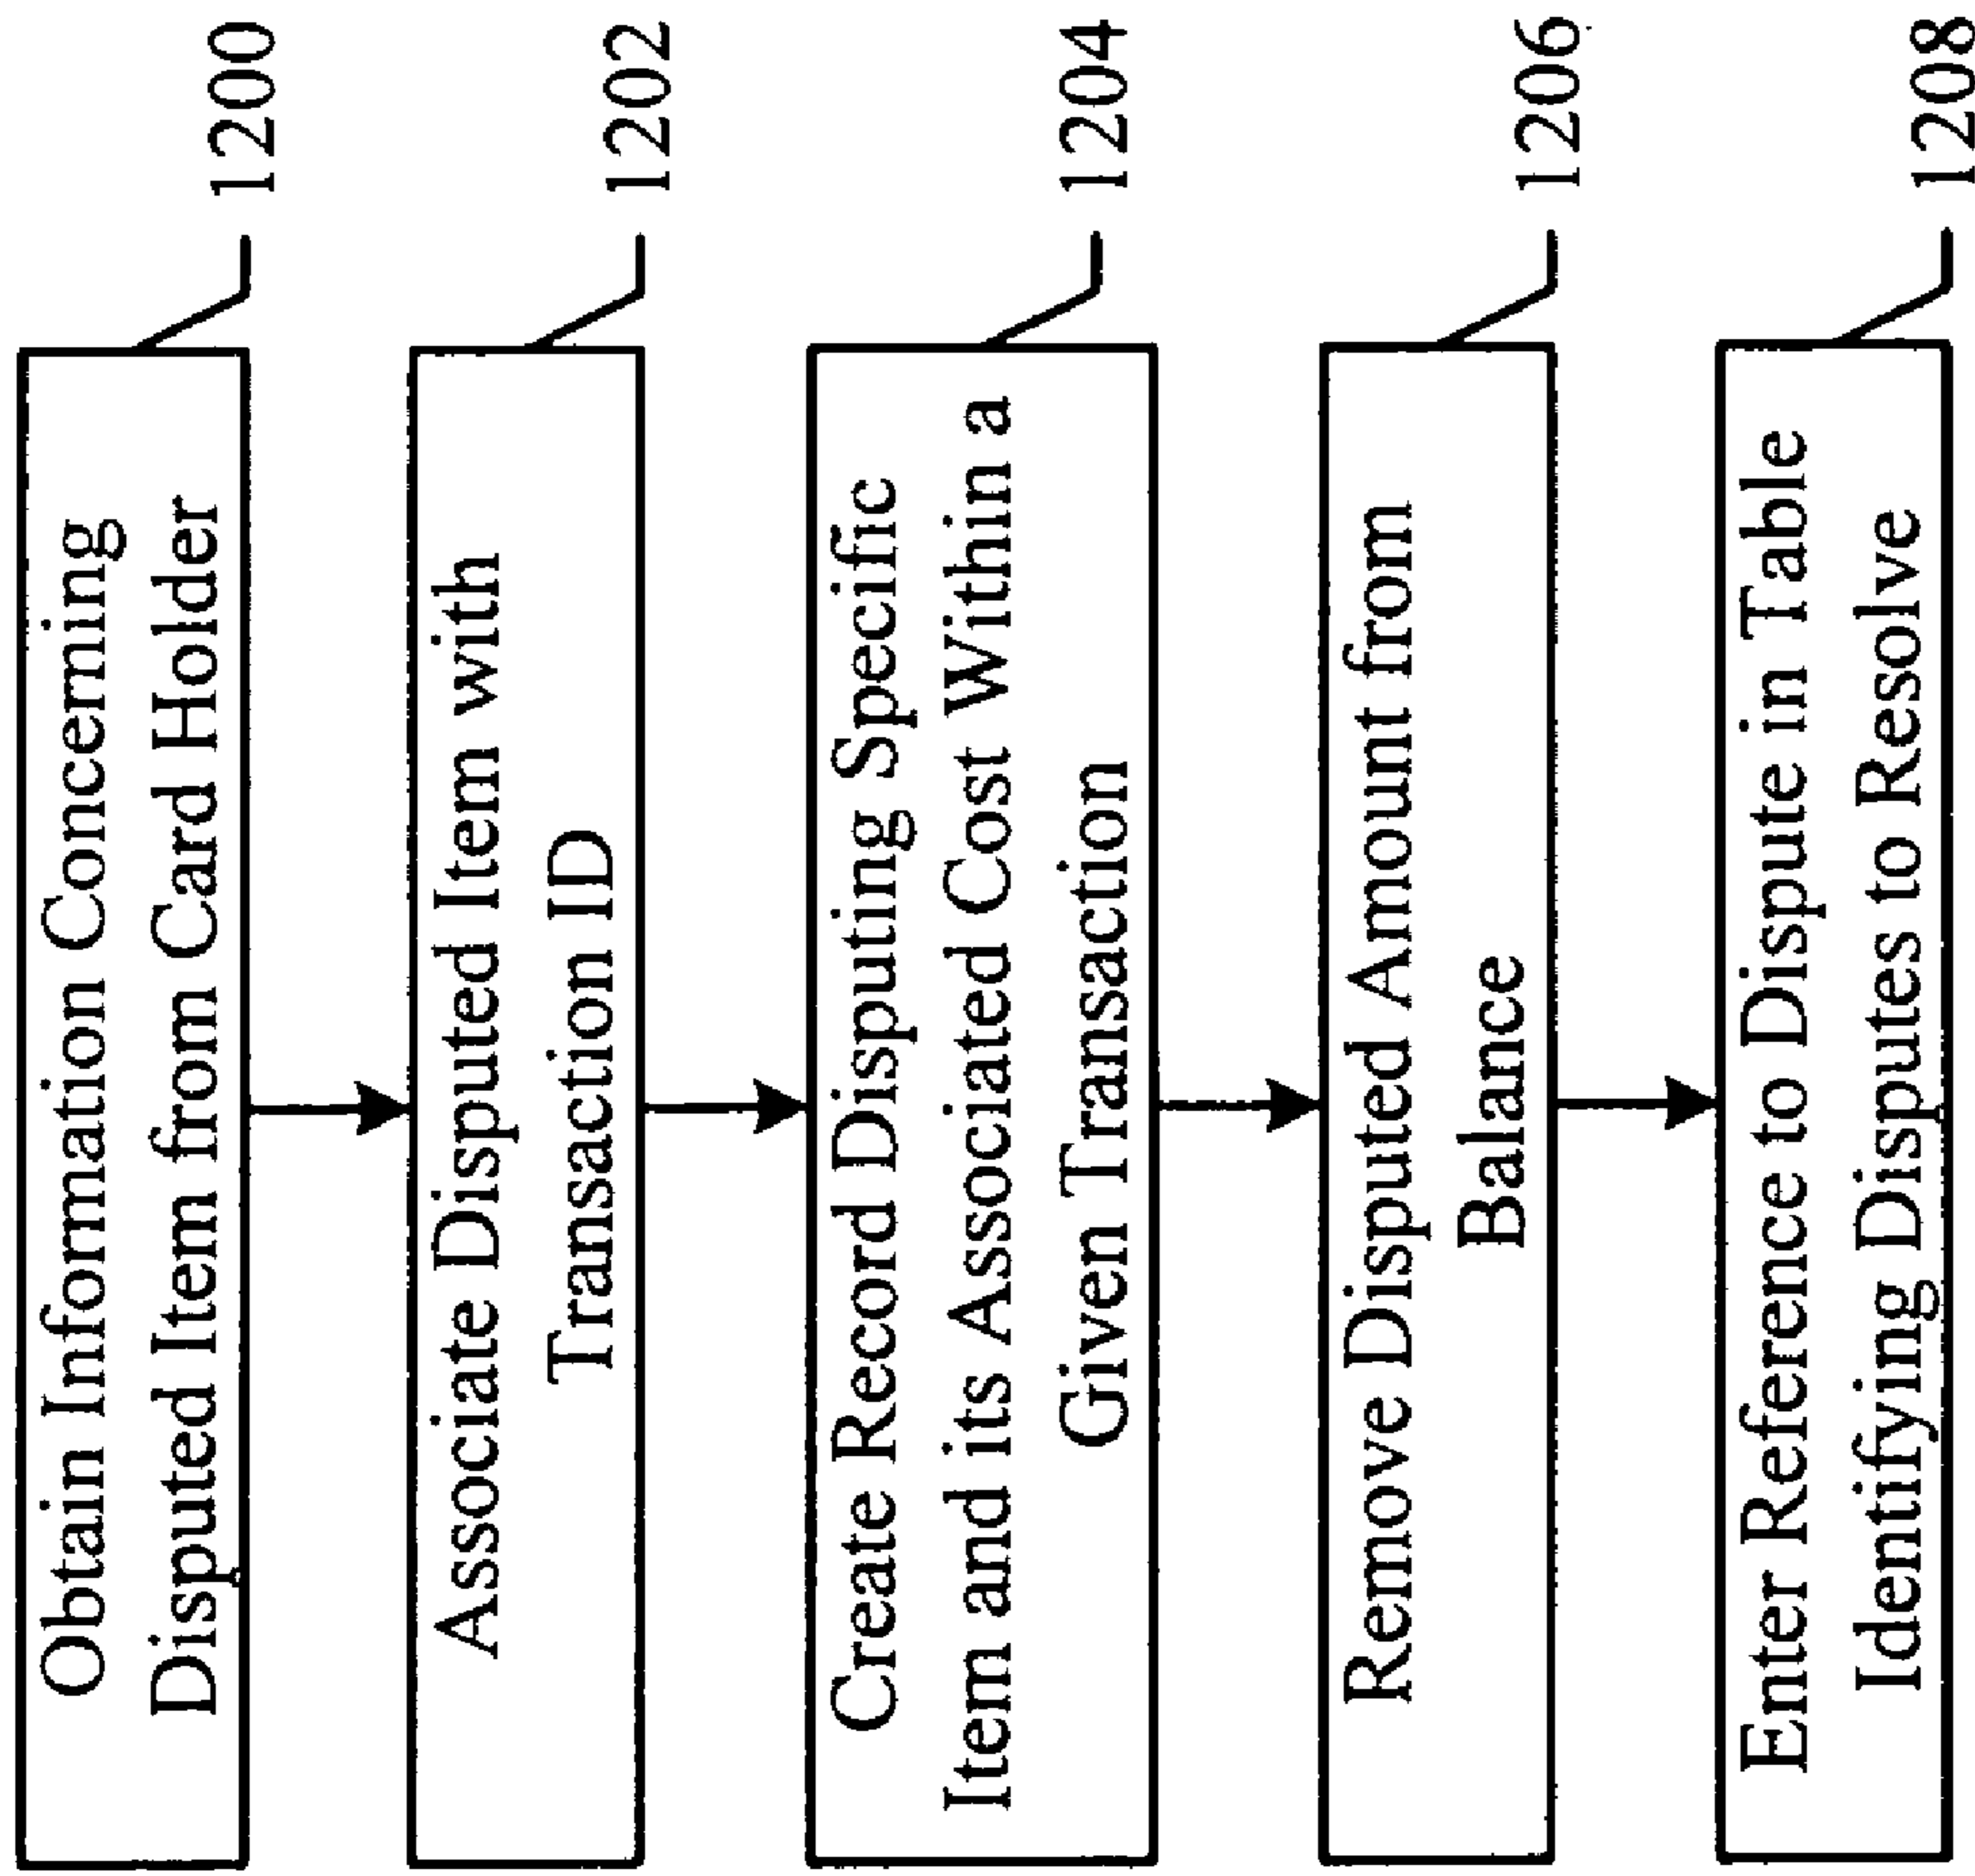 Obtain Information Concerning
Disputed Item from Card Holder
1200
Associate Disputed Item with
Transaction ID
1202
Create Record Disputing Specific
Item and its Associated Cost Within a
Given Transaction
1204
Remove Disputed Amount from
Balance
1206
Enter Reference to Dispute in Table
Identifying Disputes to Resolve
1208